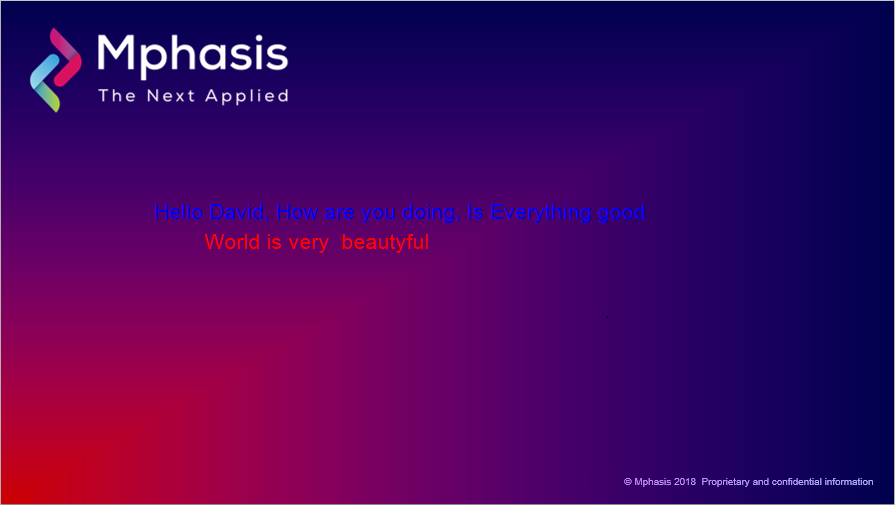 Mphasis
The Next Applied
Hello David, How are you doing, Is Everything good
World is very  beautyful
© Mphasis 2018  Proprietary and confidential information